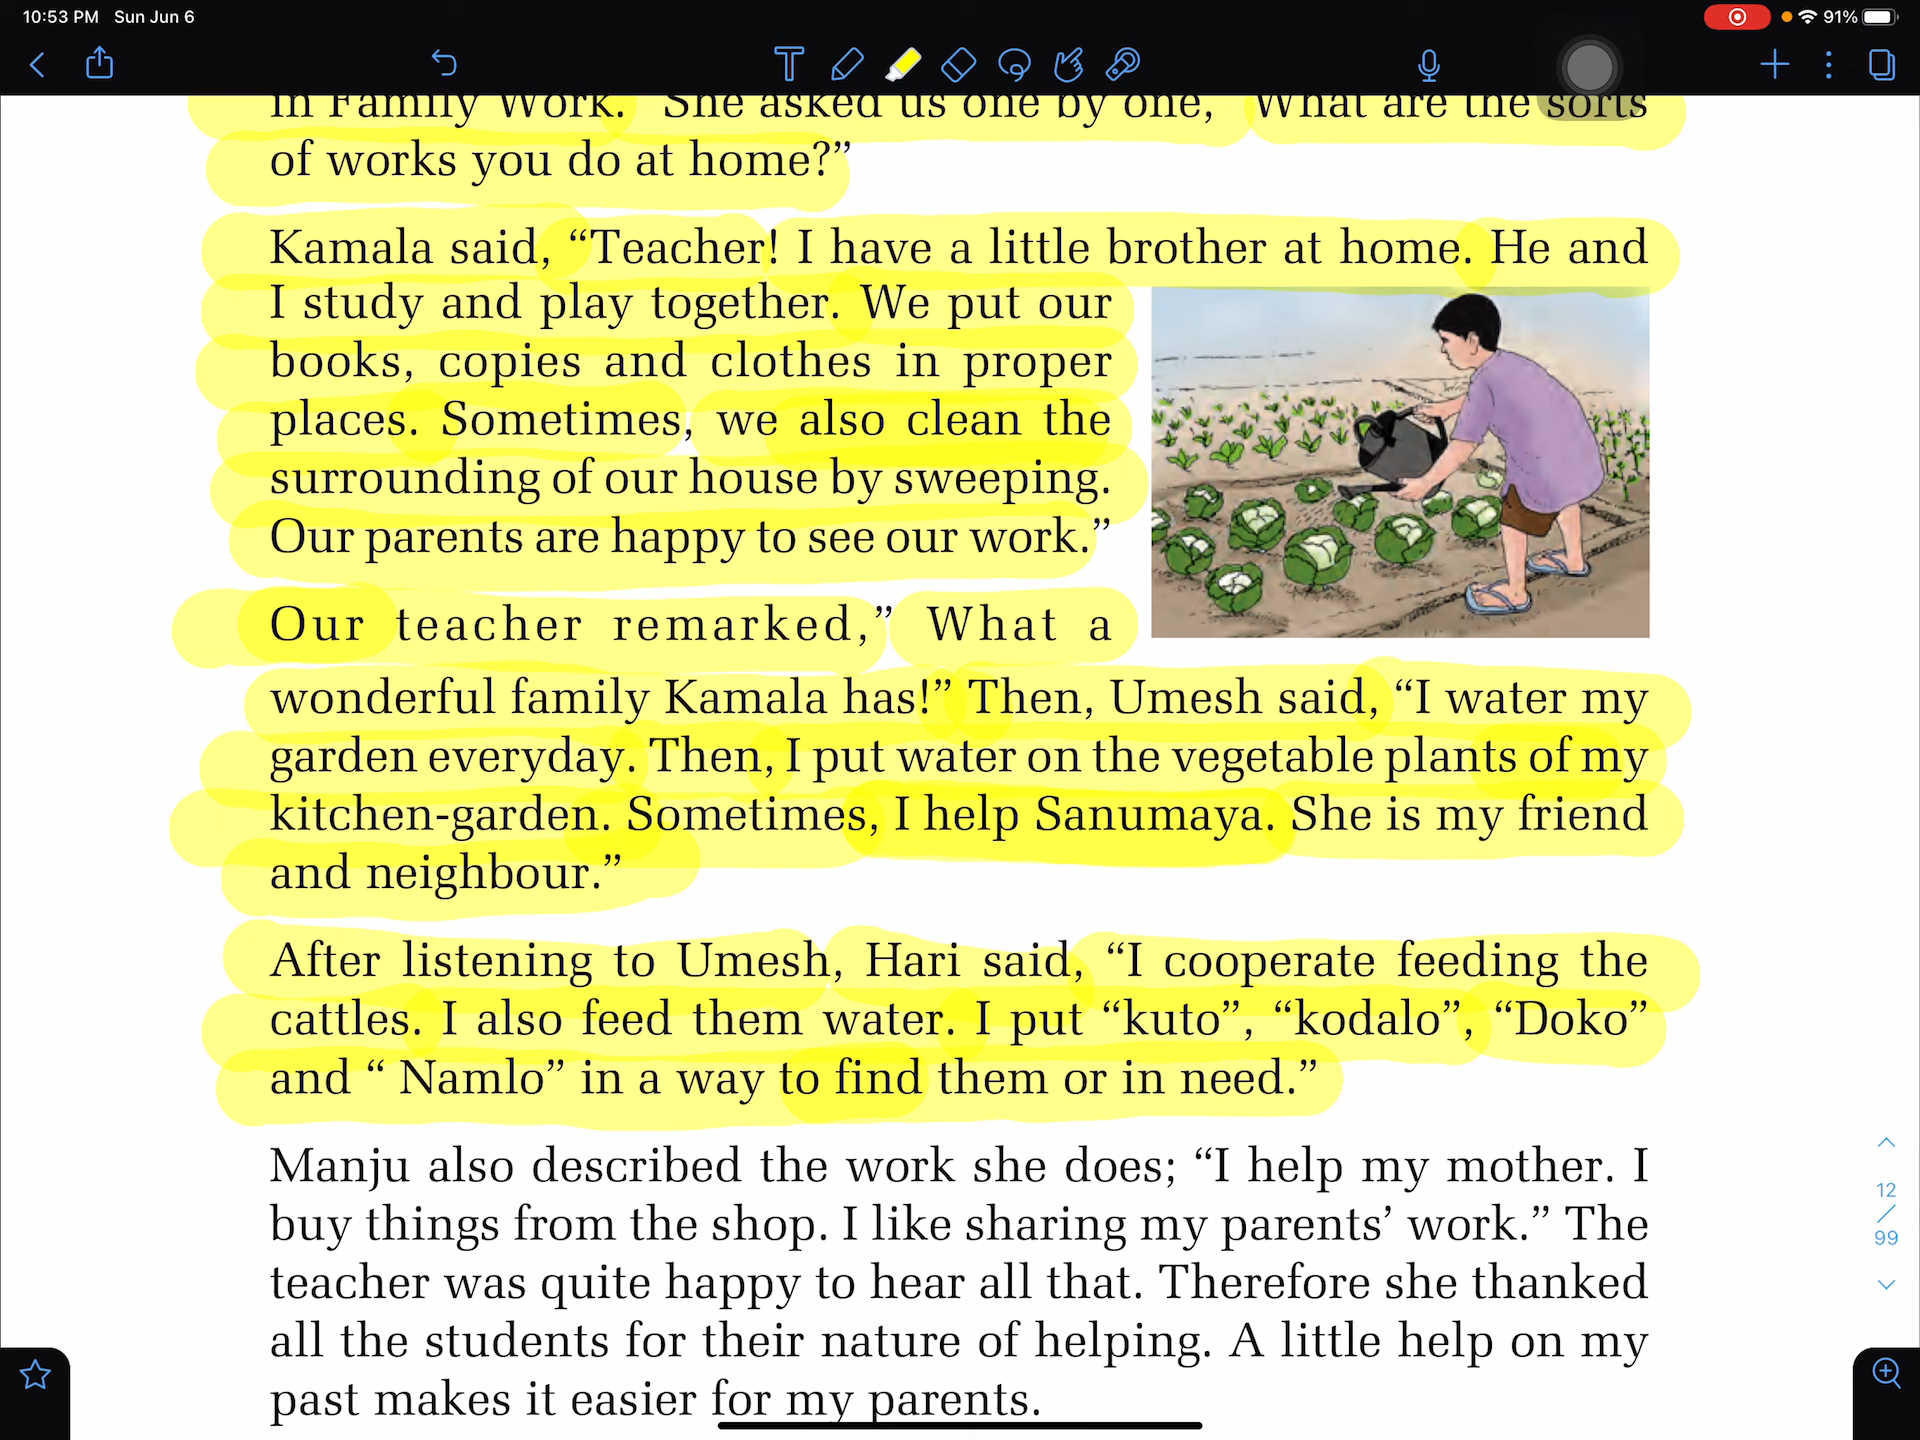 10:53 PM Sun Jun 6
91%
in Family Work." She asked us one by one, "What are the sorts
of works you do at home?”
Kamala said, “Teacher! I have a little brother at home. He and
I study and play together. We put our
books, copies and clothes in proper
places. Sometimes, we also clean the
surrounding of our house by sweeping.
Our parents are happy to see our work.”
Our teacher remarked,” What a
wonderful family Kamala has!” Then, Umesh said, “I water my
garden everyday. Then, I put water on the vegetable plants of my
kitchen-garden. Sometimes, I help Sanumaya. She is my friend
and neighbour.”
After listening to Umesh, Hari said, “I cooperate feeding the
cattles. I also feed them water. I put “kuto”, “kodalo”, “Doko”
and “ Namlo” in a way to find them or in need.”
Manju also described the work she does; “I help my mother. I
buy things from the shop. I like sharing my parents’ work.” The
teacher was quite happy to hear all that. Therefore she thanked
all the students for their nature of helping. A little help on my
past makes it easier for my parents.
12
/
99